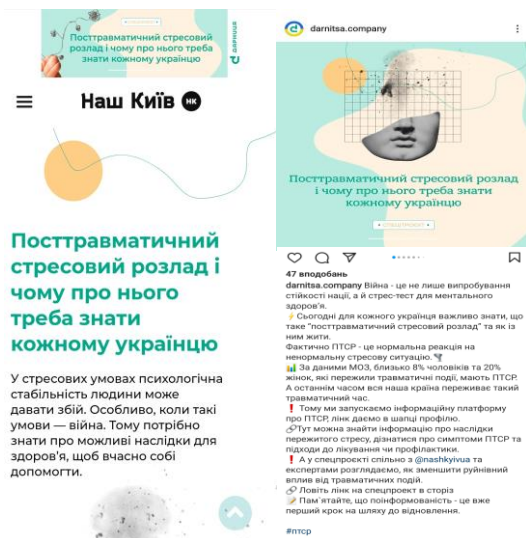 Посттравматичний стресовий
розлад і чому про нього треба
знати кожному українцю
ДАРНИЦЯ
Наш Київ НК
Посттравматичний
стресовий розлад і
чому про нього
треба знати
кожному українцю
У стресових умовах психологічна
стабільність людини може
давати збій. Особливо, коли такі
умови — війна. Тому потрібно
знати про можливі наслідки для
здоров'я, щоб вчасно собі
допомогти.
darnitsa.company
Посттравматичний стресовий розлад
і чому про нього треба знати
кожному українцю
СПЕЦПРОЄКТ
47 вподобань
darnitsa.company Війна - це не лише випробування
стійкості нації, а й стрес-тест для ментального
здоров'я.
⚡Сьогодні для кожного українця важливо знати, що
таке "посттравматичний стресовий розлад" та як із
ним жити.
Фактично ПТСР - це нормальна реакція на
ненормальну стресову ситуацію.
📊 За даними МОЗ, близько 8% чоловіків та 20%
жінок, які пережили травматичні події, мають ПТСР.
А останнім часом вся наша країна переживає такий
травматичний час.
❗ Тому ми запускаємо інформаційну платформу
про ПТСР, лінк даємо в шапці профілю.
🔗Тут можна знайти інформацію про наслідки
пережитого стресу, дізнатися про симптоми ПТСР та
підходи до лікування чи профілактики.
❗ А у спецпроєкті спільно з @nashkyivua та
експертами розглядаємо, як зменшити руйнівний
вплив від травматичних подій.
🔗 Ловіть лінк на спецпроєкт в сторіз
📝 Пам`ятайте, що поінформованість - це вже
перший крок на шляху до відновлення.
#птср